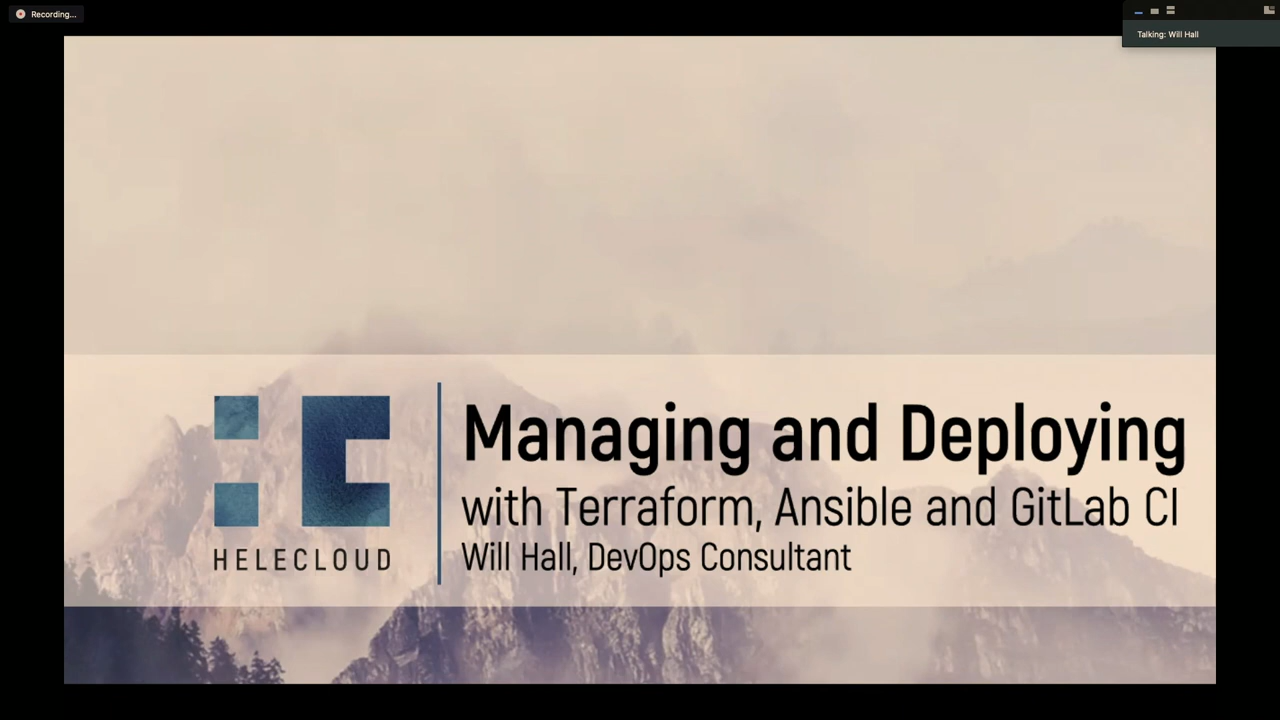 Recording...
Talking: Will Hall
Managing and Deploying
with Terraform, Ansible and GitLab CI
Will Hall, DevOps Consultant
HELECLOUD